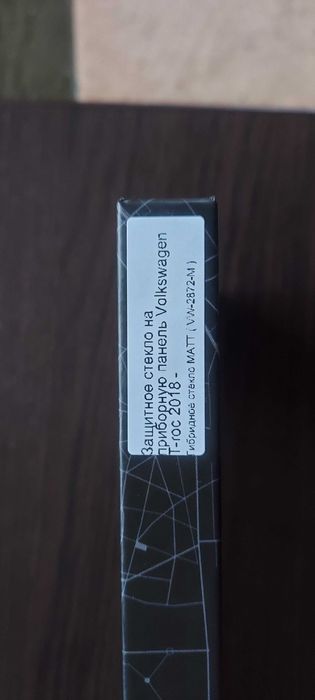 Защитное стекло на
приборную панель Volkswagen
T-roc 2018 -
Гибридное стекло MATT ( VW-2872-M )